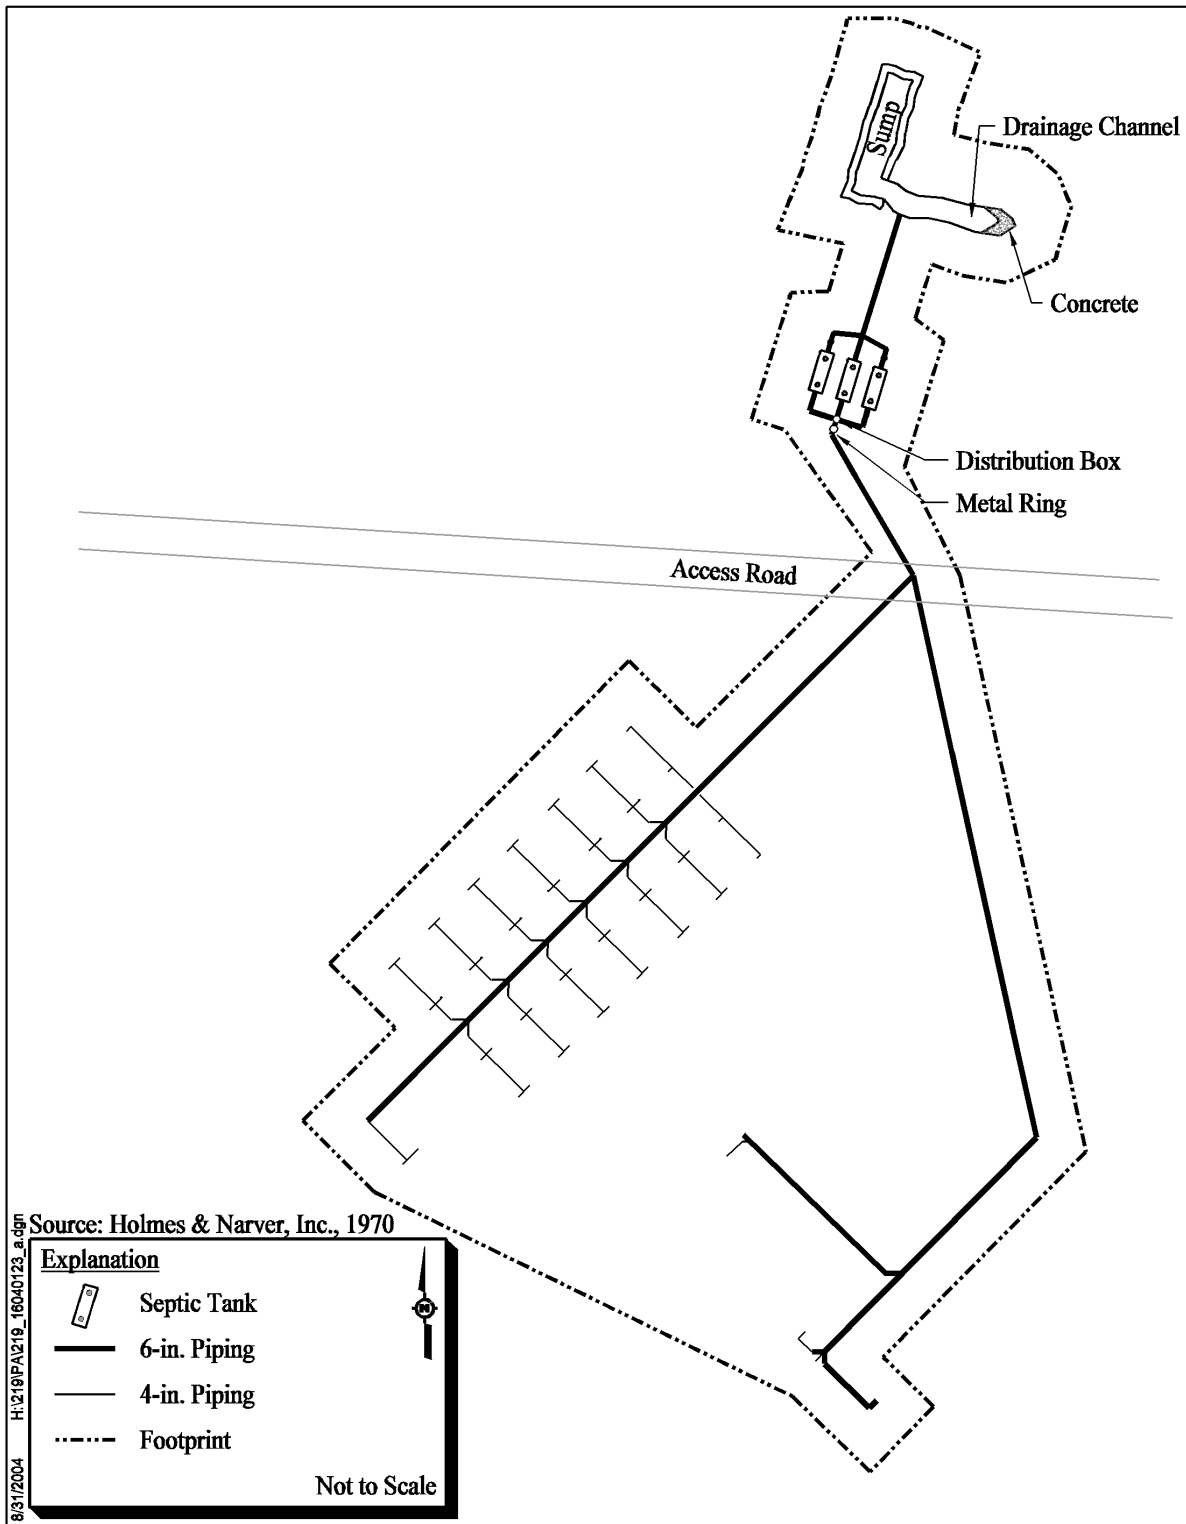 Sump
Drainage Channel
Concrete
Distribution Box
Metal Ring
Access Road
Source: Holmes & Narver, Inc., 1970
Explanation
Septic Tank
6-in. Piping
4-in. Piping
Footprint
N
Not to Scale
8/31/2004 H:\219\PA\219_16040123_a.dgn